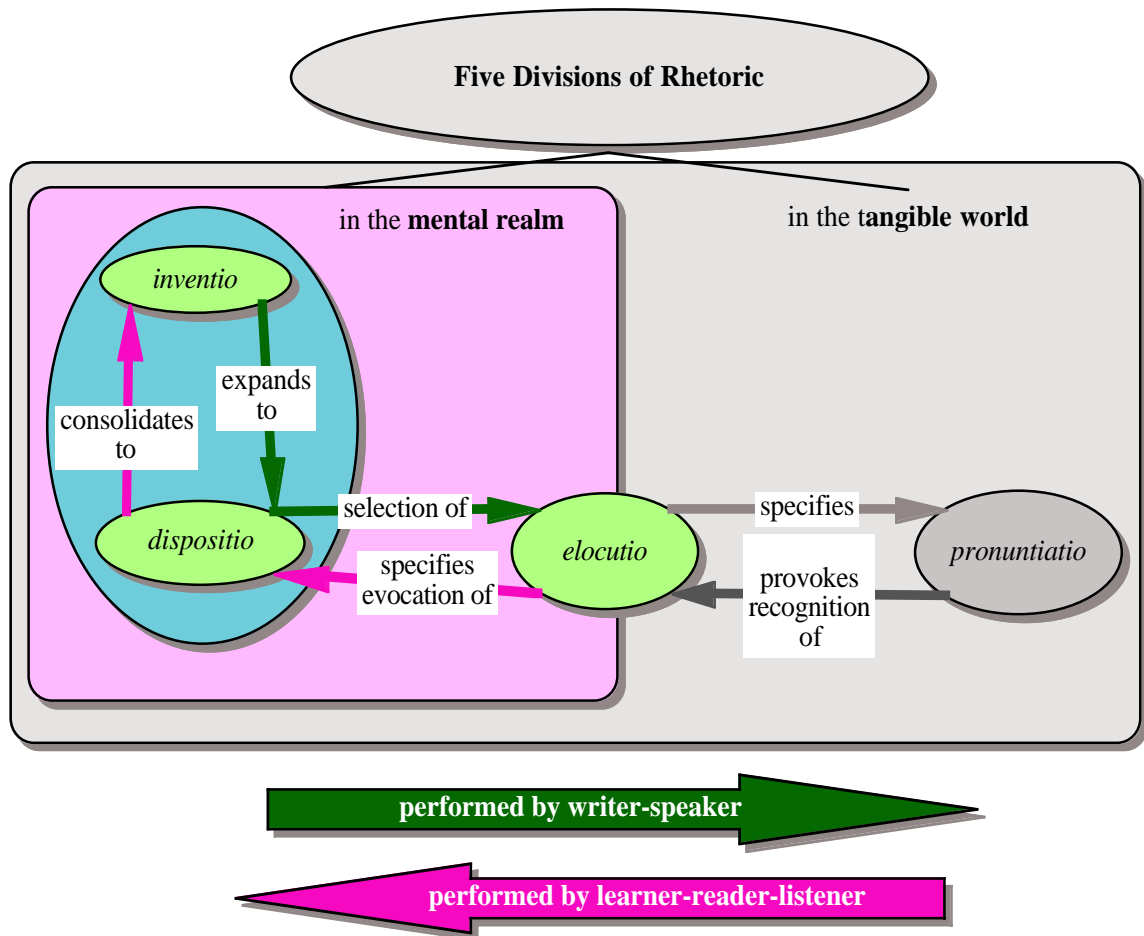 Five Divisions of Rhetoric
in the mental realm
in the tangible world
inventio
expands
to
consolidates
to
dispositio
selection of
specifies
evocation of
elocutio
specifies
provokes
recognition
of
pronuntiatio
performed by writer-speaker
performed by learner-reader-listener